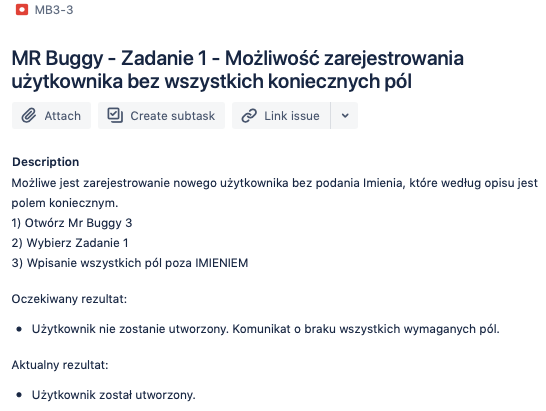 MB3-3
MR Buggy - Zadanie 1 - Możliwość zarejestrowania
użytkownika bez wszystkich koniecznych pól
Attach
Create subtask
Link issue
Description
Możliwe jest zarejestrowanie nowego użytkownika bez podania Imienia, które według opisu jest
polem koniecznym.
1) Otwórz Mr Buggy 3
2) Wybierz Zadanie 1
3) Wpisanie wszystkich pól poza IMIENIEM
Oczekiwany rezultat:
• Użytkownik nie zostanie utworzony. Komunikat o braku wszystkich wymaganych pól.
Aktualny rezultat:
• Użytkownik został utworzony.